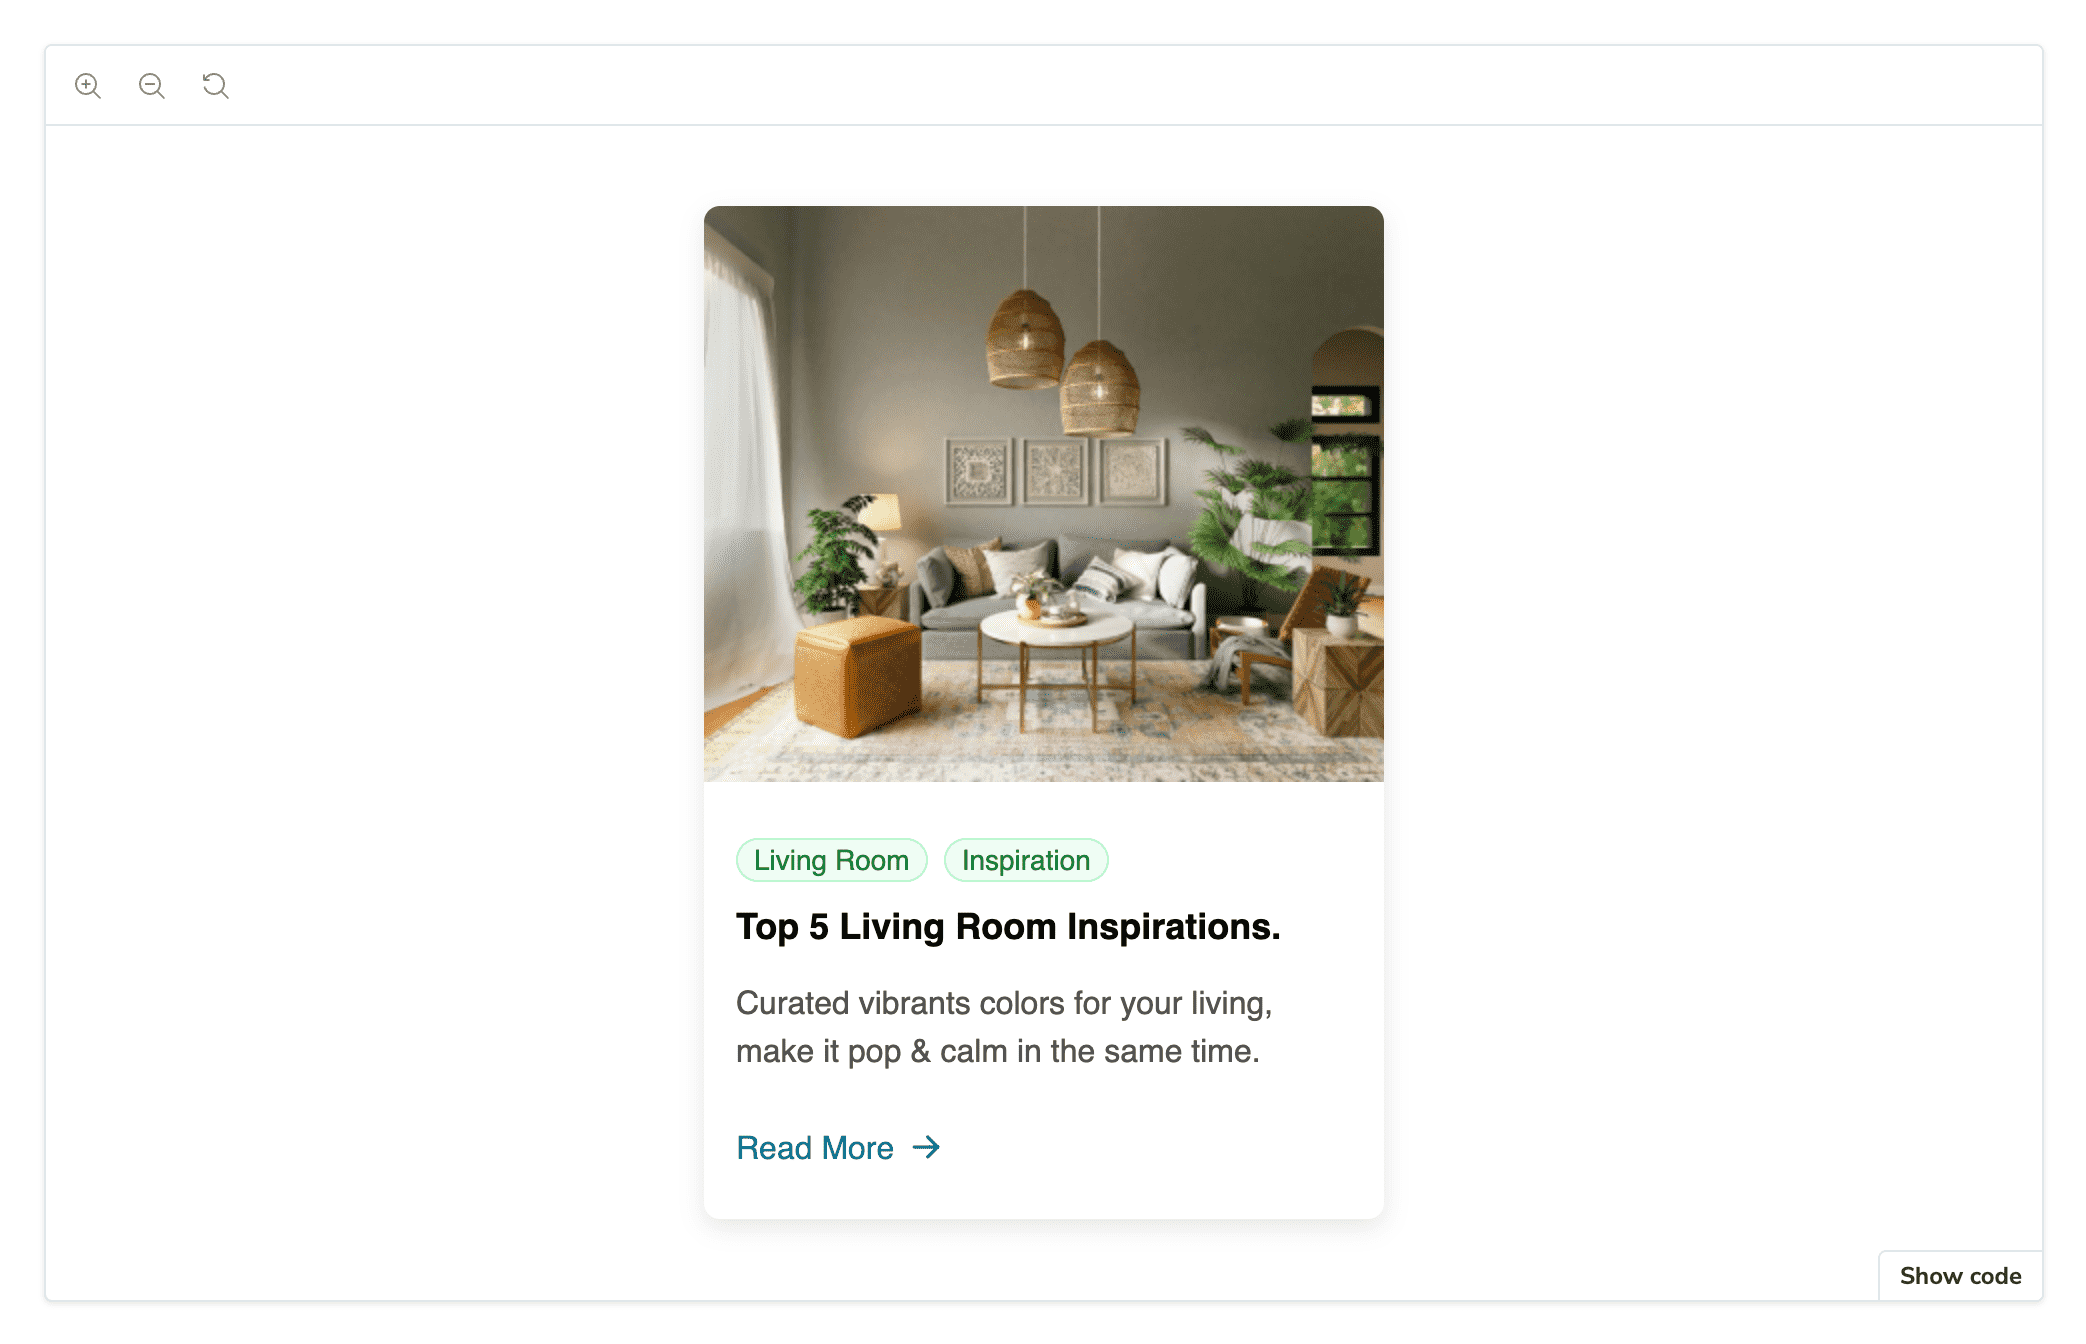 Living Room Inspiration
Top 5 Living Room Inspirations.
Curated vibrants colors for your living,
make it pop & calm in the same time.
Read More
Show code